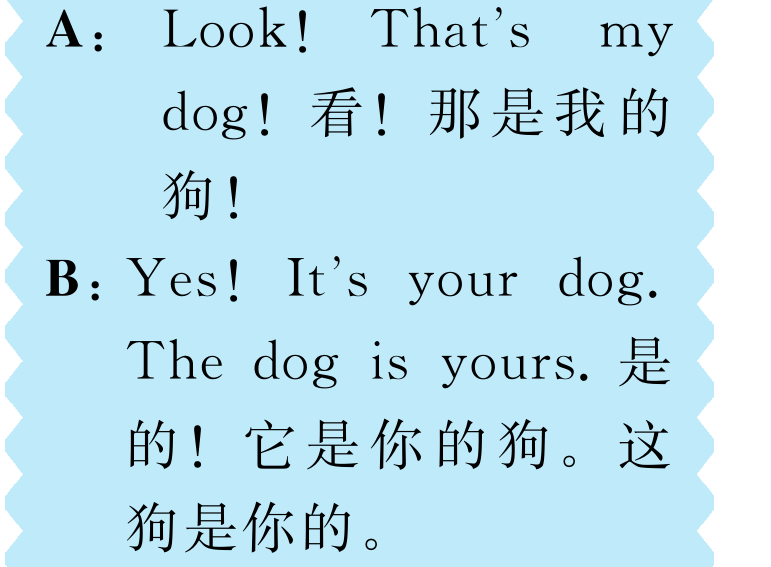 A： Look！ That's my
dog！看！那是我的
狗！
B：Yes！ It's your dog.
The dog is yours. 是
的！它是你的狗。这
狗是你的。